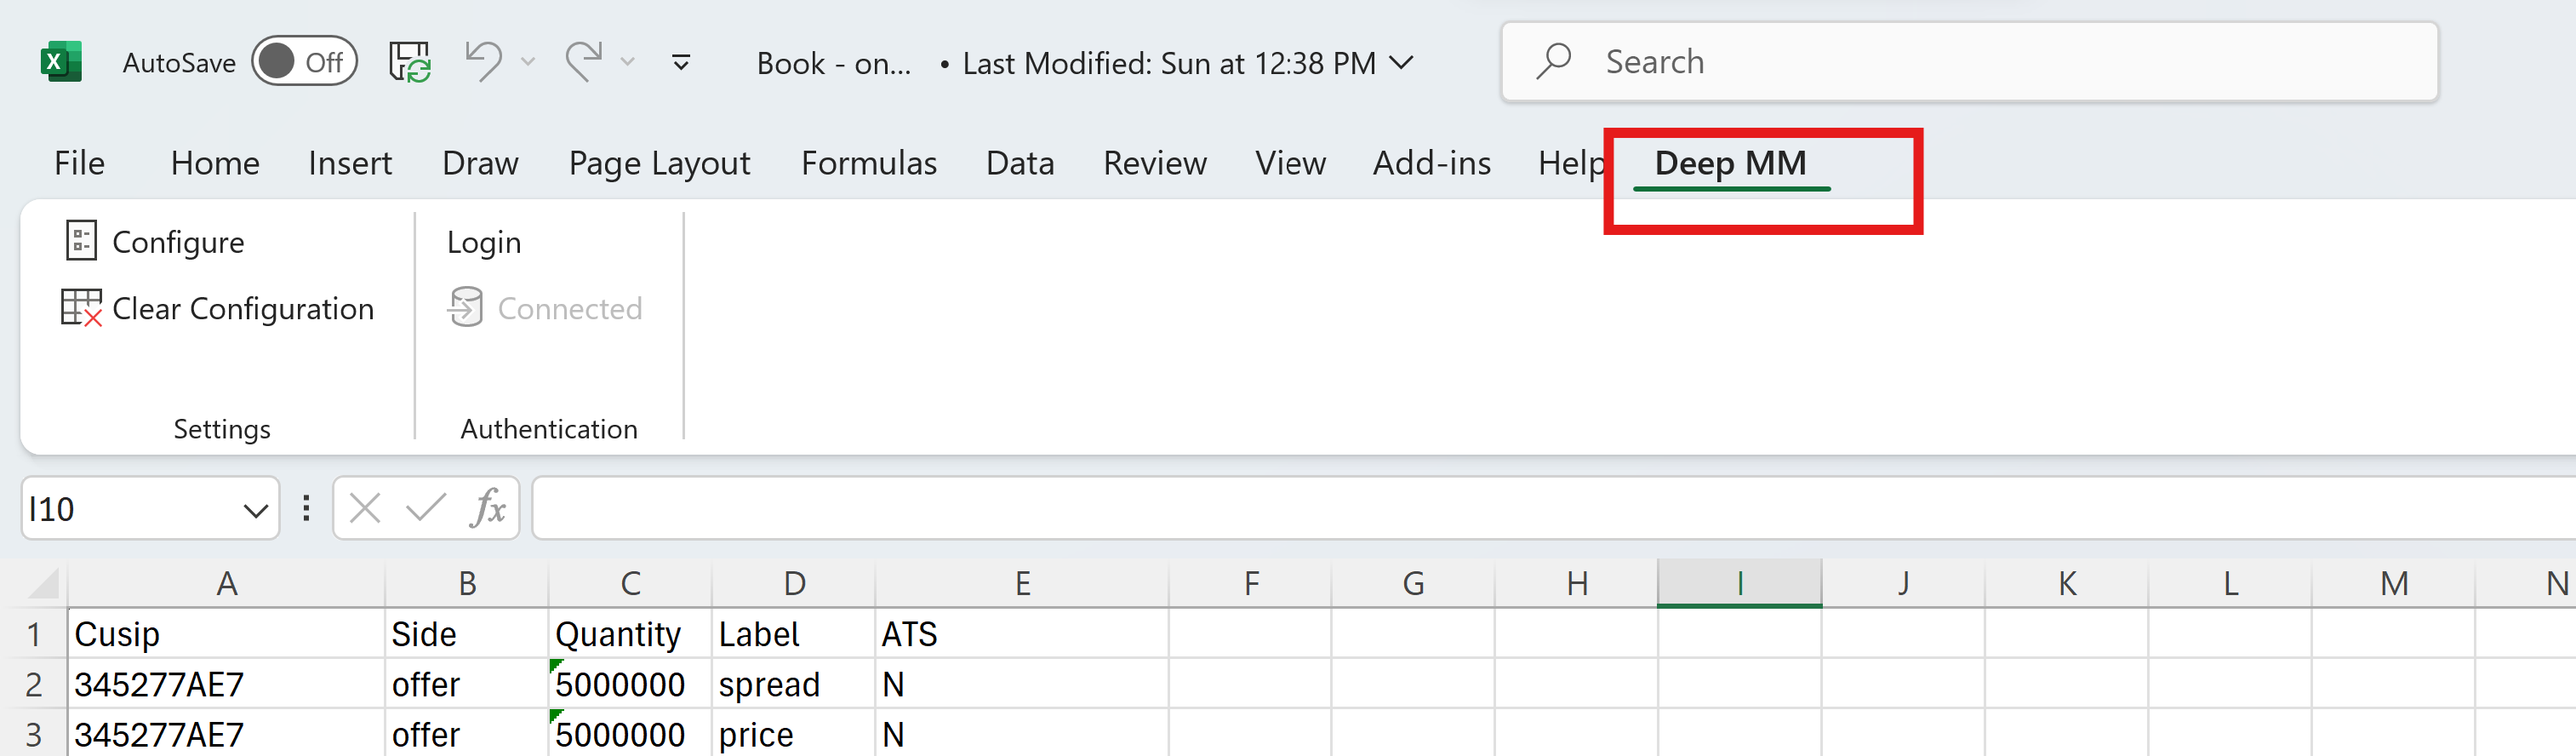 X AutoSave Off Book - on... • Last Modified: Sun at 12:38 PM Search
File Home Insert Draw Page Layout Formulas Data Review View Add-ins Help Deep MM
Configure Login
Clear Configuration Connected
Settings Authentication
I10 fx
A B C D E F G H I J K L M N
1 Cusip Side Quantity Label ATS
2 345277AE7 offer 5000000 spread N
3 345277AE7 offer 5000000 price N